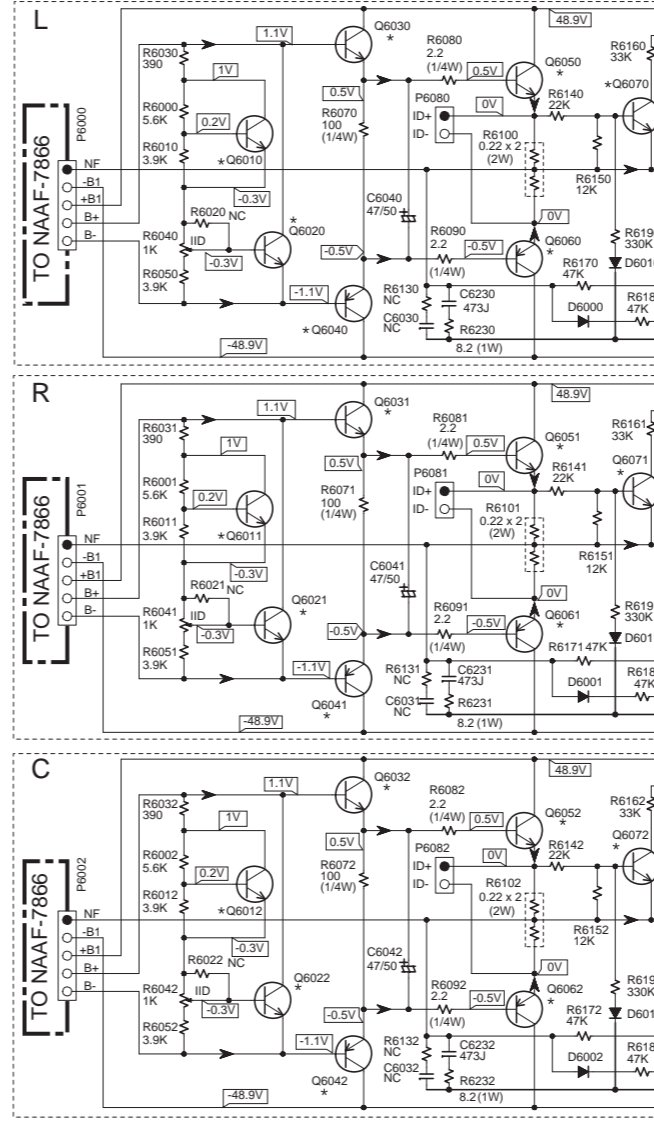 L
TO NAAF-7866
P6000
NF
-B1
+B1
B+
B-
R6030
390
R6000
5.6K
R6010
3.9K
R6040
1K
R6050
3.9K
1.1V
1V
0.2V
*Q6010
-0.3V
R6020
NC
IID
-0.3V
*
Q6020
-1.1V
*Q6040
-48.9V
Q6030
*
0.5V
R6070
100
(1/4W)
C6040
47/50
-0.5V
R6080
2.2
(1/4W)
0.5V
P6080
ID+
ID-
0V
Q6050
*
48.9V
R6140
22K
R6100
0.22 x 2
(2W)
R6150
12K
0V
R6090
2.2
(1/4W)
-0.5V
Q6060
*
R6130
NC
C6030
NC
C6230
473J
R6230
8.2 (1W)
R6170
47K
D6000
R6160
33K
*Q6070
R619
330K
D6010
R618
47K
R
TO NAAF-7866
P6001
NF
-B1
+B1
B+
B-
R6031
390
R6001
5.6K
R6011
3.9K
R6041
1K
R6051
3.9K
1.1V
1V
0.2V
*Q6011
-0.3V
R6021
NC
IID
-0.3V
Q6021
*
-1.1V
Q6041
*
-48.9V
Q6031
*
0.5V
R6071
100
(1/4W)
C6041
47/50
-0.5V
R6081
2.2
(1/4W)
0.5V
P6081
ID+
ID-
0V
Q6051
*
48.9V
R6141
22K
R6101
0.22 x 2
(2W)
R6151
12K
0V
R6091
2.2
(1/4W)
-0.5V
Q6061
*
R6131
NC
C6031
NC
C6231
473J
R6231
8.2 (1W)
R6171 47K
D6001
R6161
33K
Q6071
*
R619
330K
D601
R618
47K
C
TO NAAF-7866
P6002
NF
-B1
+B1
B+
B-
R6032
390
R6002
5.6K
R6012
3.9K
R6042
1K
R6052
3.9K
1.1V
1V
0.2V
*Q6012
-0.3V
R6022
NC
IID
-0.3V
Q6022
*
-1.1V
Q6042
*
-48.9V
Q6032
*
0.5V
R6072
100
(1/4W)
C6042
47/50
-0.5V
R6082
2.2
(1/4W)
0.5V
P6082
ID+
ID-
0V
Q6052
*
48.9V
R6142
22K
R6102
0.22 x 2
(2W)
R6152
12K
0V
R6092
2.2
(1/4W)
-0.5V
Q6062
*
R6132
NC
C6032
NC
C6232
473J
R6232
8.2 (1W)
R6172
47K
D6002
R6162
33K
Q6072
*
R619
330K
D601
R618
47K